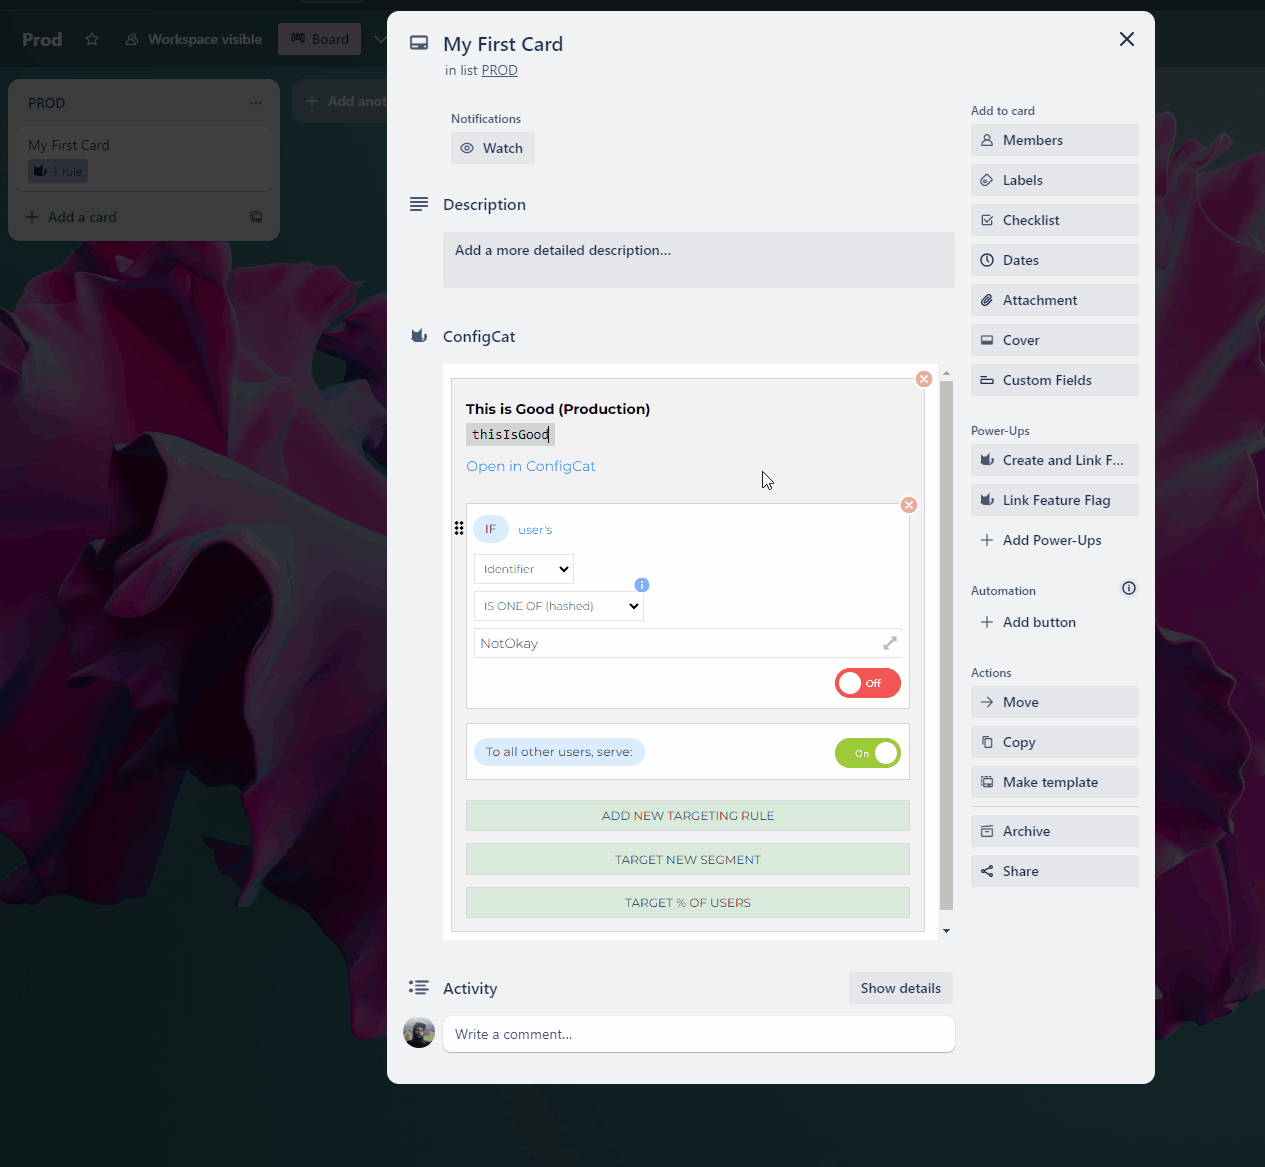 Prod
Workspace visible
Board
PROD
Add anot
My First Card
1 rule
Add a card
My First Card
in list PROD
Notifications
Watch
Description
Add a more detailed description...
ConfigCat
This is Good (Production)
thisIsGood
Open in ConfigCat
IF user's
Identifier
IS ONE OF (hashed)
NotOkay
Off
To all other users, serve:
On
ADD NEW TARGETING RULE
TARGET NEW SEGMENT
TARGET % OF USERS
Activity
Show details
Write a comment...
Add to card
Members
Labels
Checklist
Dates
Attachment
Cover
Custom Fields
Power-Ups
Create and Link F...
Link Feature Flag
Add Power-Ups
Automation
Add button
Actions
Move
Copy
Make template
Archive
Share